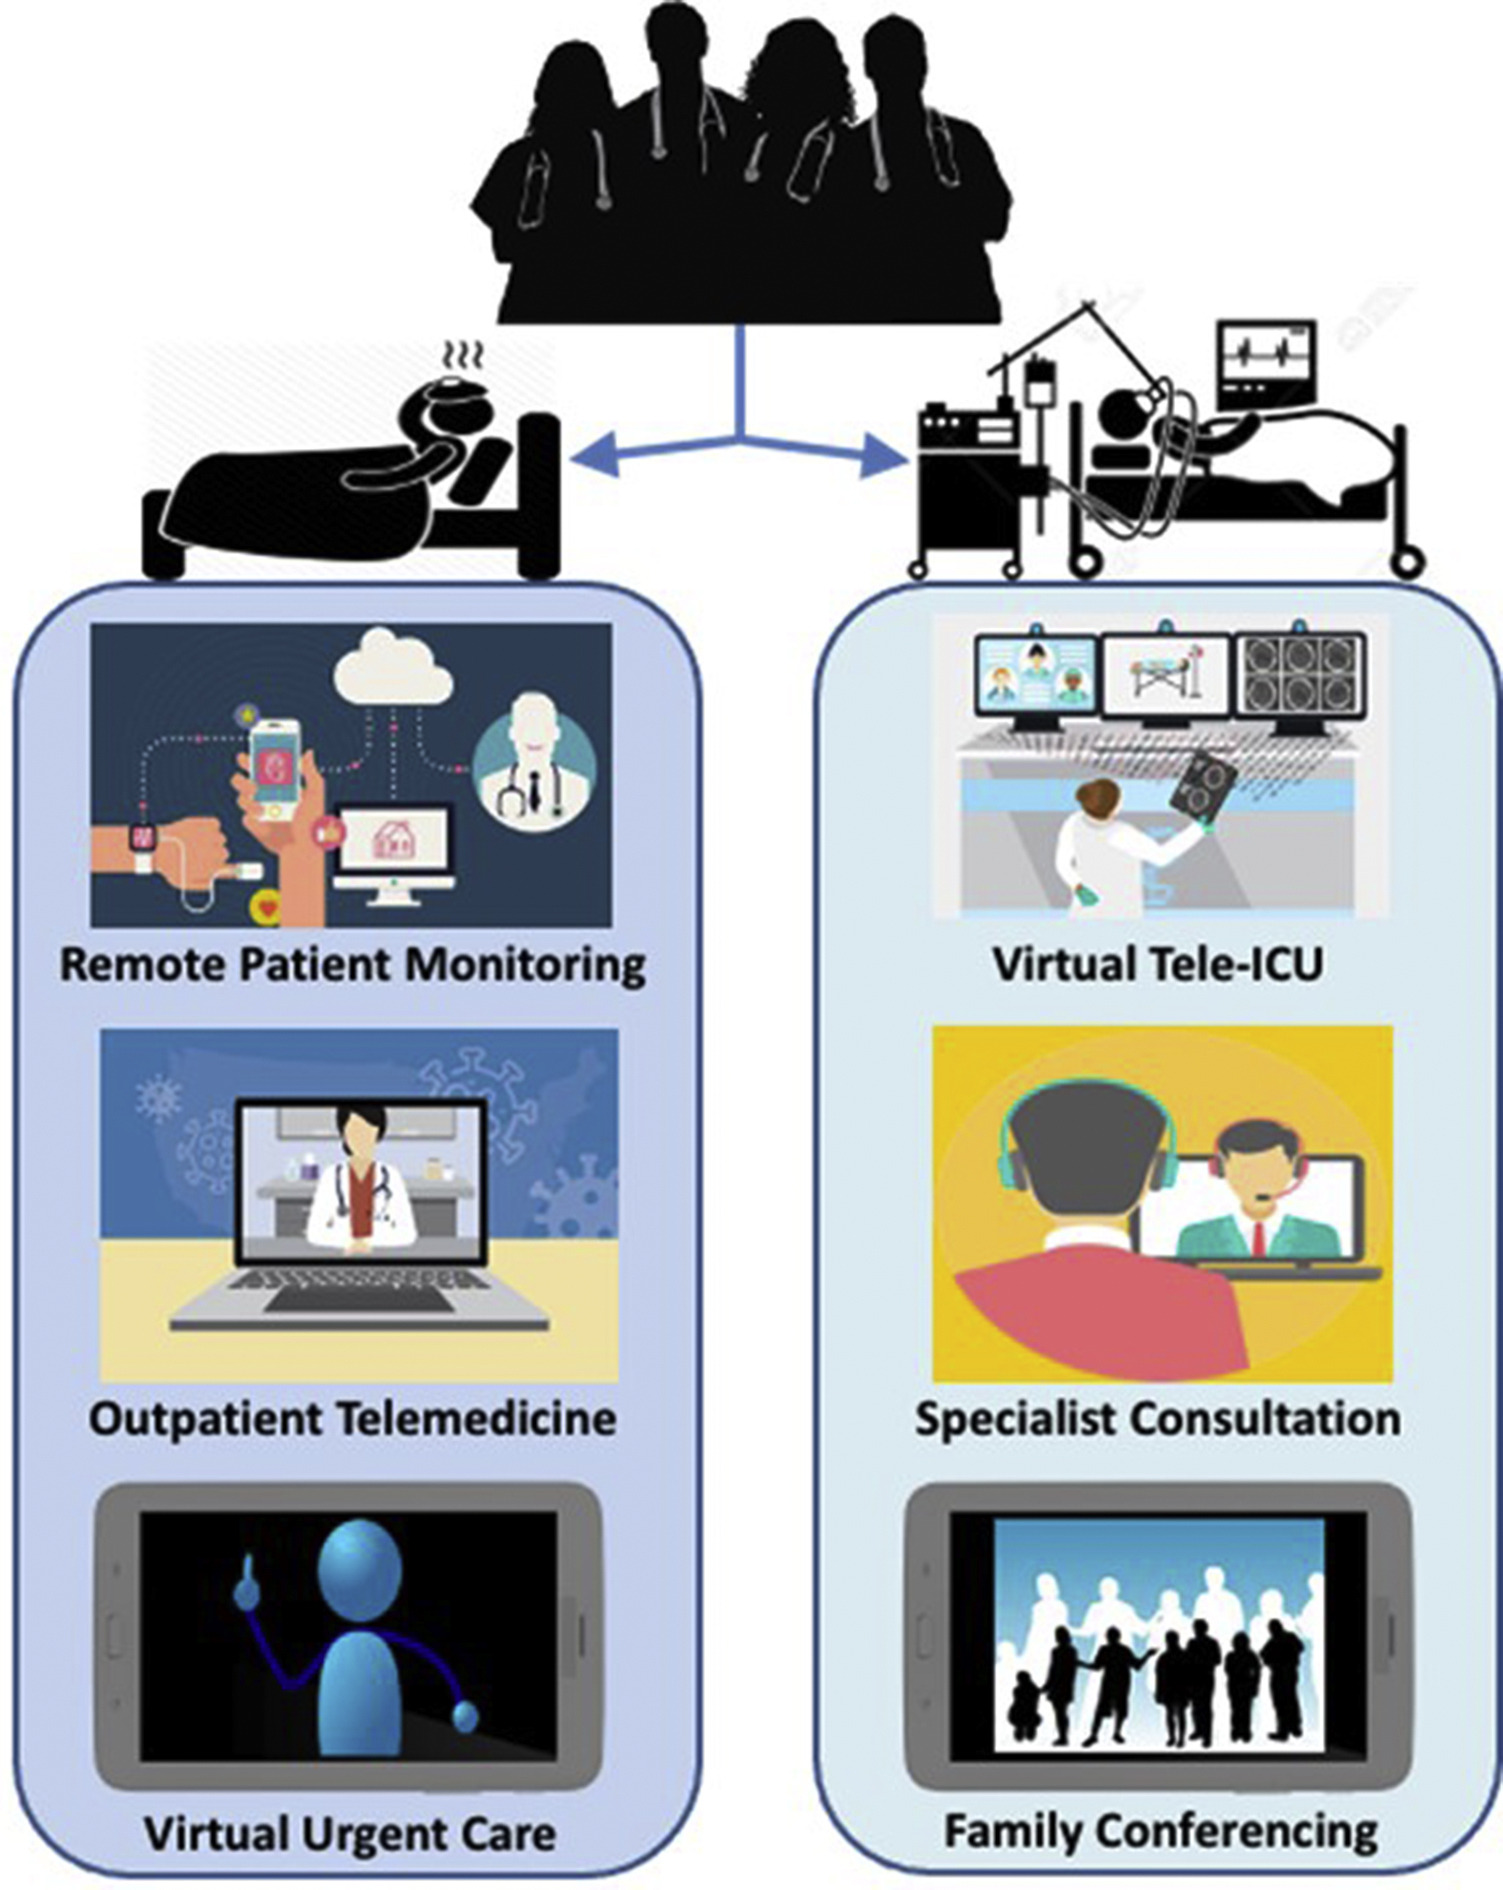 Remote Patient Monitoring
Outpatient Telemedicine
Virtual Urgent Care
Virtual Tele-ICU
Specialist Consultation
Family Conferencing